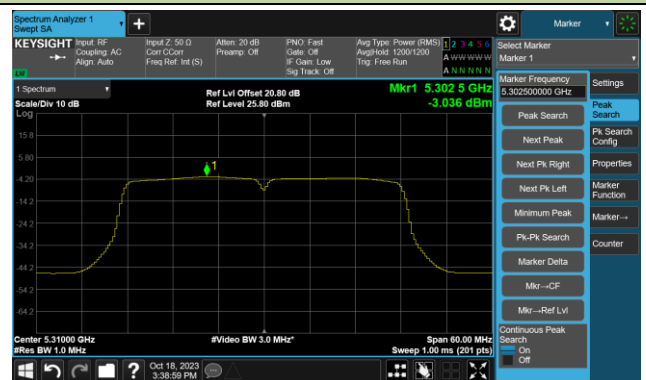 Spectrum Analyzer 1
Swept SA
Marker
KEYSIGHT
Input: RF
Coupling: AC
Align: Auto
Input Z: 50 Ω
Corr CCorr
Freq Ref: Int (S)
Atten: 20 dB
Preamp: Off
PNO: Fast
Gate: Off
IF Gain: Low
Sig Track: Off
Avg Type: Power (RMS)
Avg|Hold: 1200/1200
Trig: Free Run
1 2 3 4 5 6
A W W W W W
A N N N N N
LW
Select Marker
Marker 1
1 Spectrum
Scale/Div 10 dB
Log
Ref Lvl Offset 20.80 dB
Ref Level 25.80 dBm
Mkr1 5.302 5 GHz
-3.036 dBm
15.8
5.80
-4.20
-14.2
-24.2
-34.2
-44.2
-54.2
-64.2
1
Center 5.31000 GHz
#Res BW 1.0 MHz
#Video BW 3.0 MHz*
Span 60.00 MHz
Sweep 1.00 ms (201 pts)
Marker Frequency
5.302500000 GHz
Peak Search
Next Peak
Next Pk Right
Next Pk Left
Minimum Peak
Pk-Pk Search
Marker Delta
Mkr→CF
Mkr→Ref Lvl
Continuous Peak
Search
On
Off
Settings
Peak
Search
Pk Search
Config
Properties
Marker
Function
Marker→
Counter
?
Oct 18, 2023
3:38:59 PM